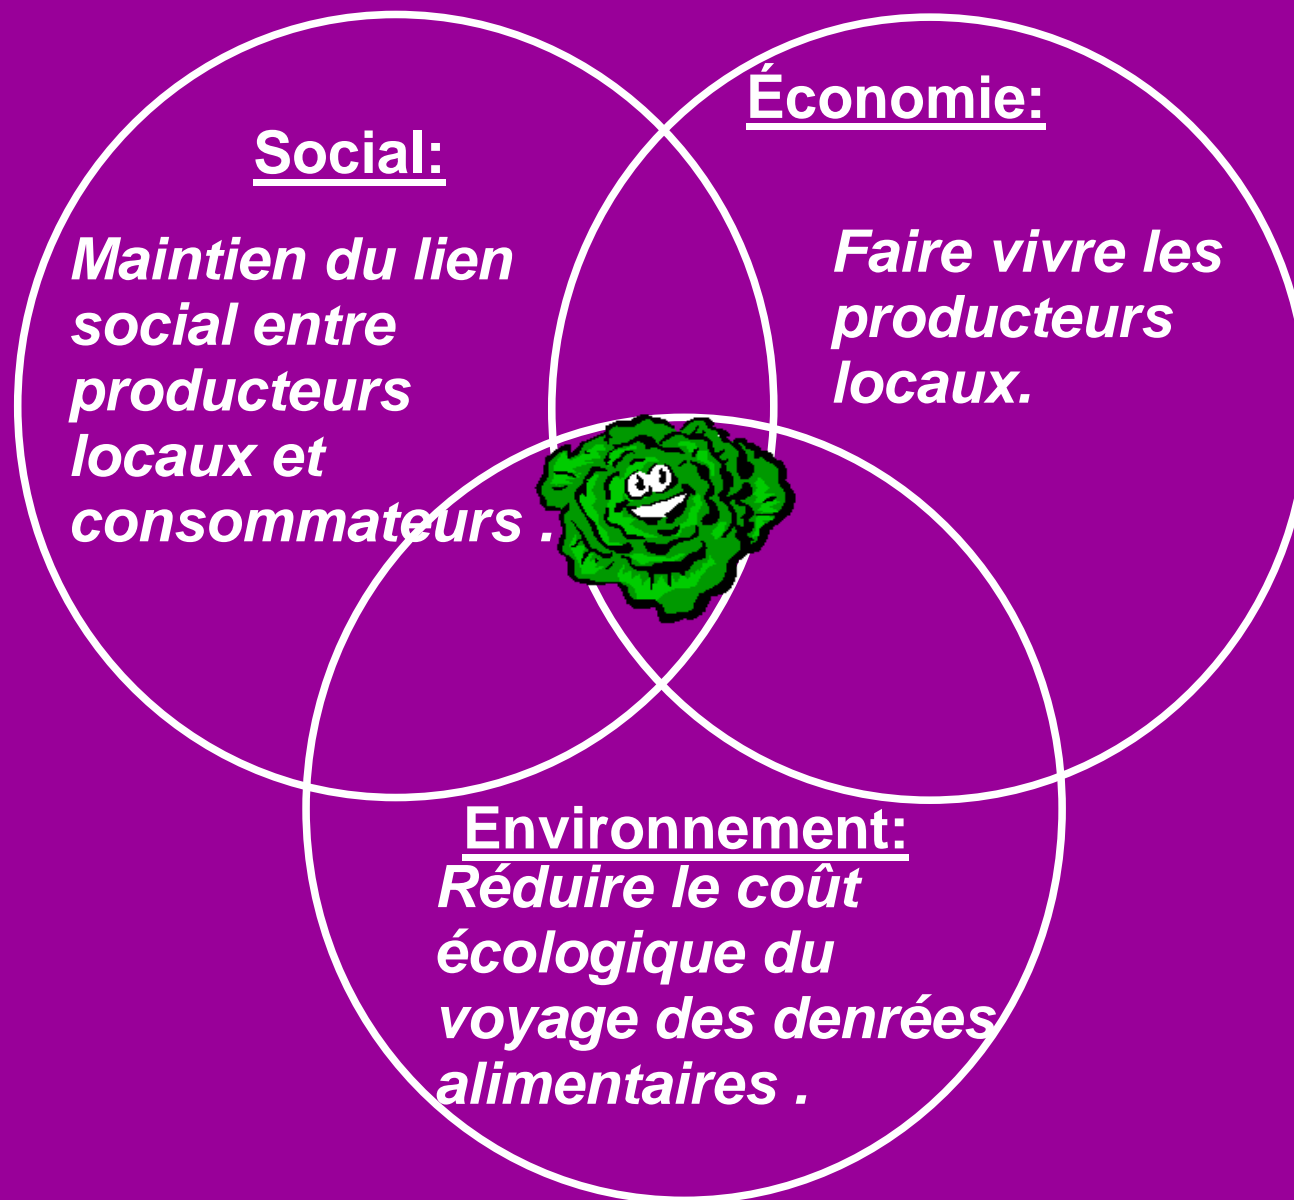 Social:
Maintien du lien
social entre
producteurs
locaux et
consommateurs .
Économie:
Faire vivre les
producteurs
locaux.
Environnement:
Réduire le coût
écologique du
voyage des denrées
alimentaires .